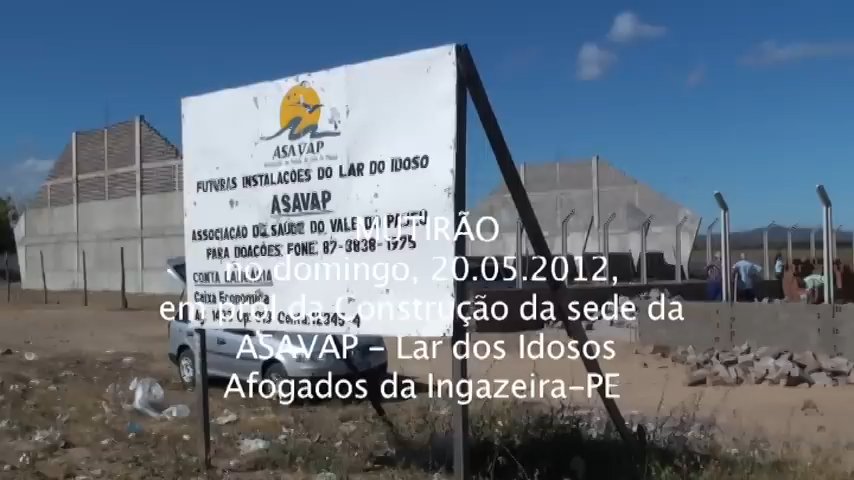 ASAVAP
FUTURAS INSTALAÇÕES DO LAR DO IDOSO
ASAVAP
ASSOCIAÇÃO DE SAÚDE DO VALE DO PAJEÚ
PARA DOAÇÕES, FONE: 87-3838-1575
CONTA
Caixa Economica
MUTIRÃO
no domingo, 20.05.2012,
em da Construção da sede da
ASAVAP - Lar dos Idosos
Afogados da Ingazeira-PE